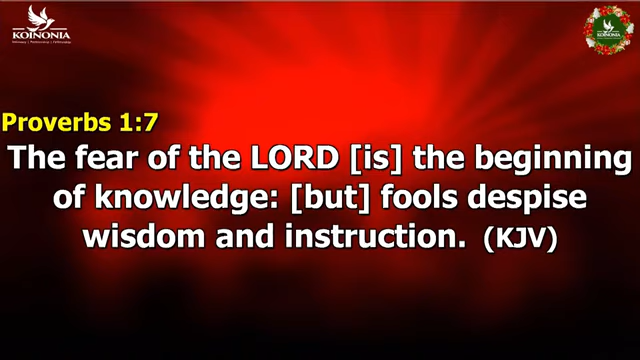 KOINONIA
KOINONIA
Proverbs 1:7
The fear of the LORD [is] the beginning
of knowledge: [but] fools despise
wisdom and instruction. (KJV)